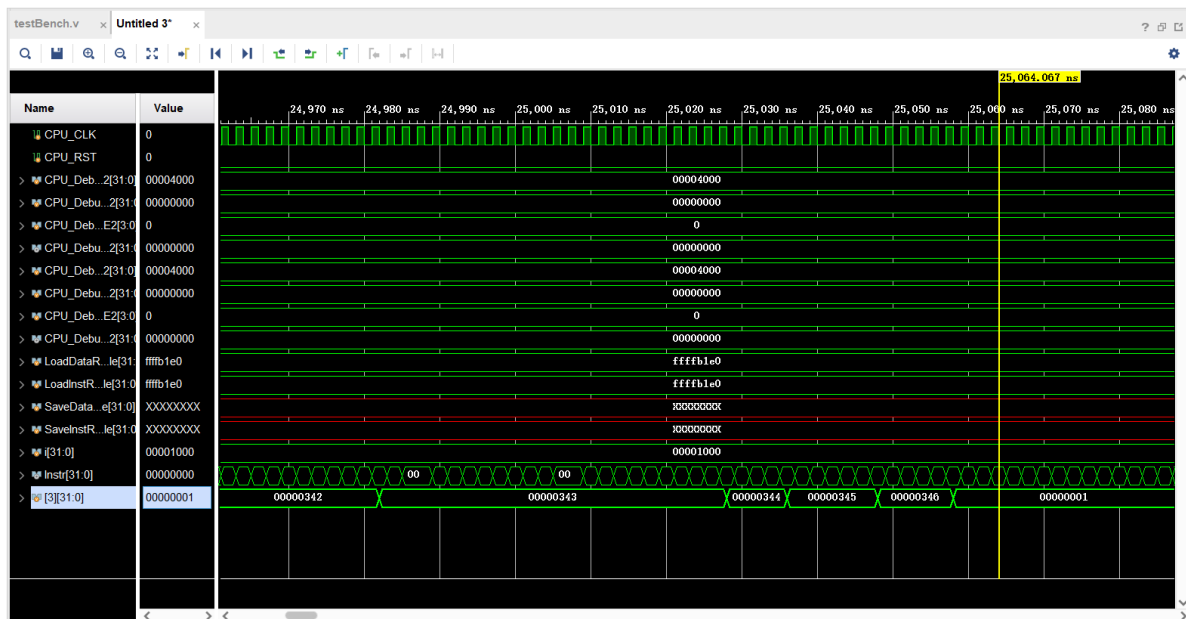 testBench.v × Untitled 3* ×
?
25,064.067 ns
Name Value
24,970 ns 24,980 ns 24,990 ns 25,000 ns 25,010 ns 25,020 ns 25,030 ns 25,040 ns 25,050 ns 25,060 ns 25,070 ns 25,080 ns
CPU_CLK 0
CPU_RST 0
CPU_Deb...2[31:0] 00004000 00004000
CPU_Debu...2[31:0 00000000 00000000
CPU_Deb...E2[3:0] 0 0
CPU_Debu...2[31:0 00000000 00000000
CPU_Deb...2[31:0] 00004000 00004000
CPU_Debu...2[31:0 00000000 00000000
CPU_Deb...E2[3:0] 0 0
CPU_Debu...2[31:0 00000000 00000000
LoadDataR...le[31: ffffb1e0 ffffb1e0
LoadInstR...le[31:0 ffffb1e0 ffffb1e0
SaveData...e[31:0] XXXXXXXX XXXXXXXX
SaveInstR...le[31:0 XXXXXXXX XXXXXXXX
i[31:0] 00001000 00001000
Instr[31:0] 00000000 00 00
[3][31:0] 00000001 00000342 00000343 00000344 00000345 00000346 00000001